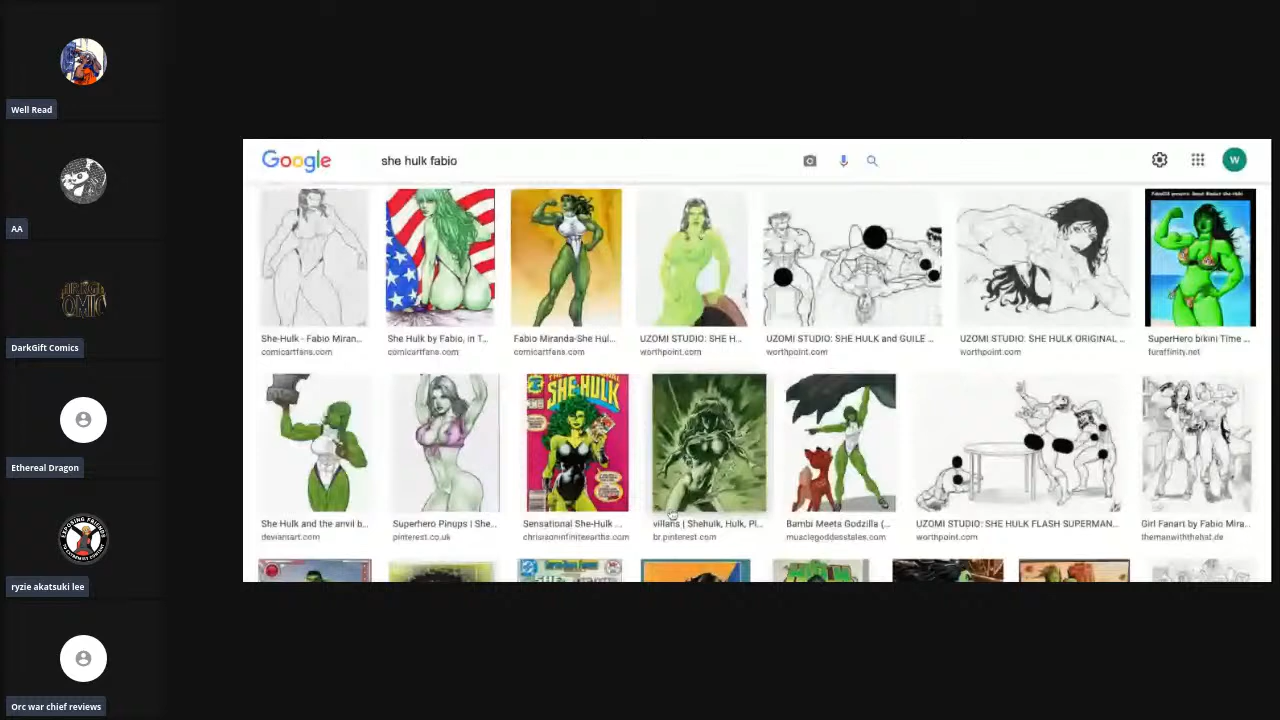 Well Read
AA
DarkGift Comics
Ethereal Dragon
ryzie akatsuki lee
Orc war chief reviews
Google
she hulk fabio
W
She-Hulk - Fabio Miran...
comicartfans.com
She Hulk by Fabio, in T...
comicartfans.com
Fabio Miranda-She Hul...
comicartfans.com
UZOMI STUDIO: SHE H...
worthpoint.com
UZOMI STUDIO: SHE HULK and GUILE ...
worthpoint.com
UZOMI STUDIO: SHE HULK ORIGINAL ...
worthpoint.com
SuperHero bikini Time ...
furaffinity.net
SHE HULK
She Hulk and the anvil b...
deviantart.com
Superhero Pinups | She...
pinterest.co.uk
Sensational She-Hulk ...
chrisisoninfiniteearths.com
villans | Shehulk, Hulk, Pi...
br.pinterest.com
Bambi Meets Godzilla (...
musclegoddesstales.com
UZOMI STUDIO: SHE HULK FLASH SUPERMAN...
worthpoint.com
Girl Fanart by Fabio Mira...
themanwiththehat.de